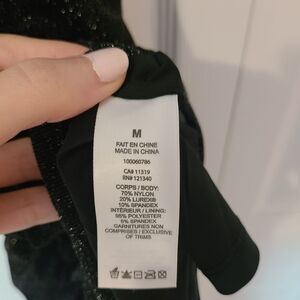 M
FAIT EN CHINE
MADE IN CHINA
100060786
CA# 11319
RN# 121340
CORPS / BODY:
70% NYLON
20% LUREX®
10% SPANDEX
INTÉRIEUR / LINING:
95% POLYESTER
5% SPANDEX
GARNITURES NON
COMPRISES / EXCLUSIVE
OF TRIMS